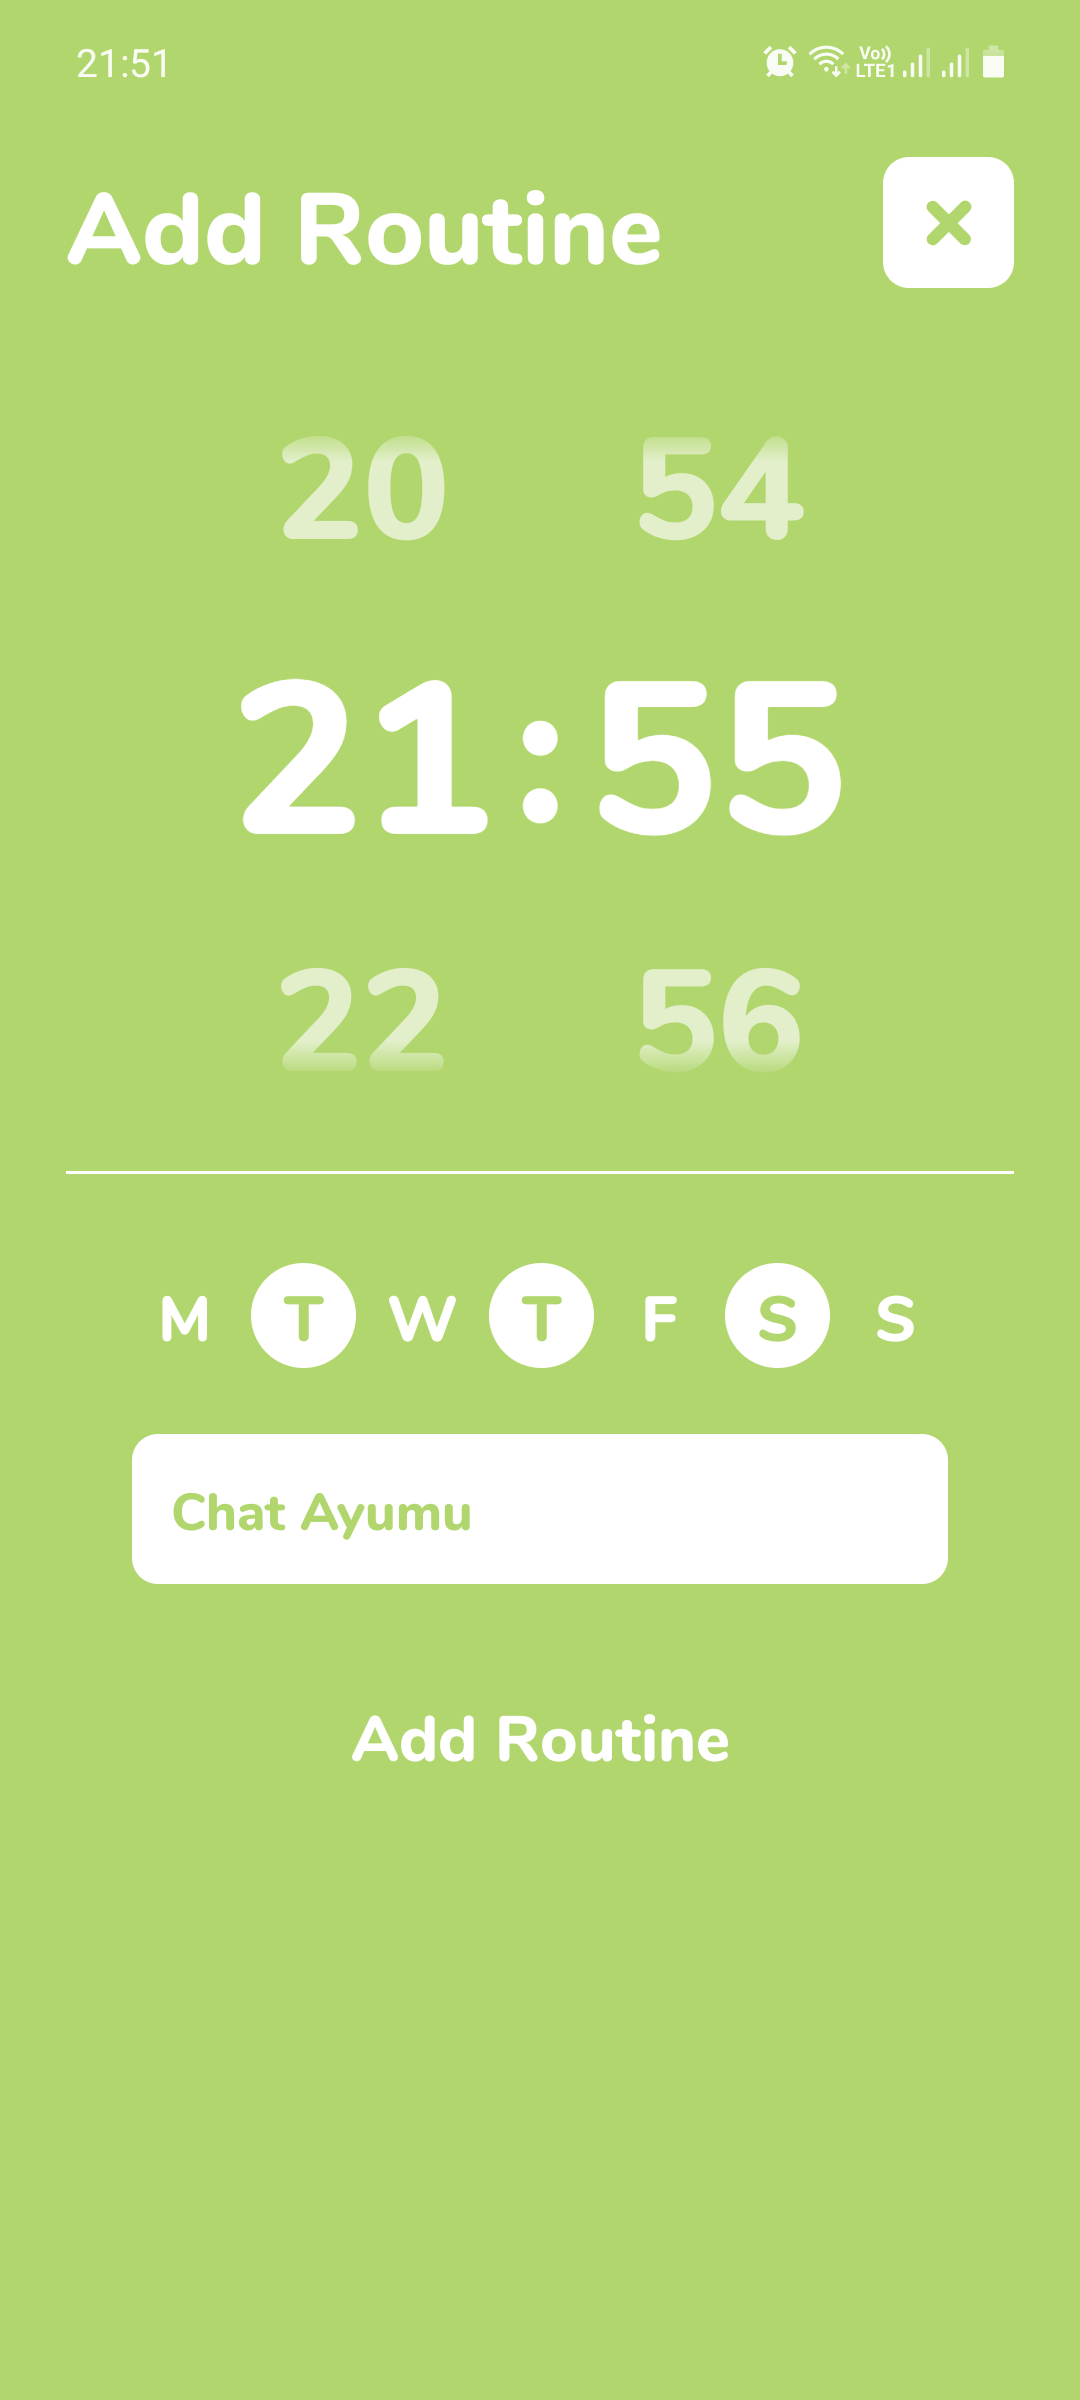 21:51
Vo)) LTE1
Add Routine
20 54
21:55
22 56
M T W T F S S
Chat Ayumu
Add Routine